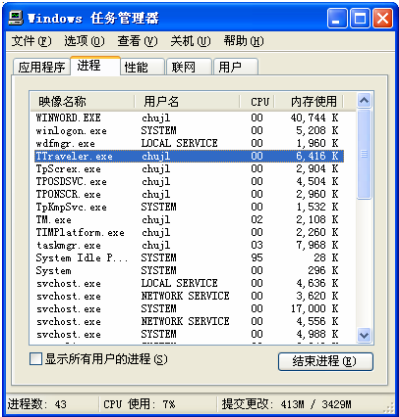 Windows 任务管理器
文件(F) 选项(O) 查看(V) 关机(U) 帮助(H)
应用程序 进程 性能 联网 用户
映像名称 用户名 CPU 内存使用
WINWORD.EXE chujl 00 40,744 K
winlogon.exe SYSTEM 00 5,208 K
wdfmgr.exe LOCAL SERVICE 00 1,960 K
TTraveler.exe chujl 00 6,416 K
TpScrex.exe chujl 00 2,904 K
TPOSDSVC.exe chujl 00 4,504 K
TPONSCR.exe chujl 00 2,960 K
TpKmpSvc.exe SYSTEM 00 1,532 K
TM.exe chujl 02 2,108 K
TIMPlatform.exe chujl 00 2,260 K
taskmgr.exe chujl 03 7,968 K
System Idle P... SYSTEM 95 28 K
System SYSTEM 00 296 K
svchost.exe LOCAL SERVICE 00 4,636 K
svchost.exe NETWORK SERVICE 00 3,620 K
svchost.exe SYSTEM 00 17,000 K
svchost.exe NETWORK SERVICE 00 4,556 K
svchost.exe SYSTEM 00 4,988 K
显示所有用户的进程(S) 结束进程(E)
进程数: 43 CPU 使用: 7% 提交更改: 413M / 3429M